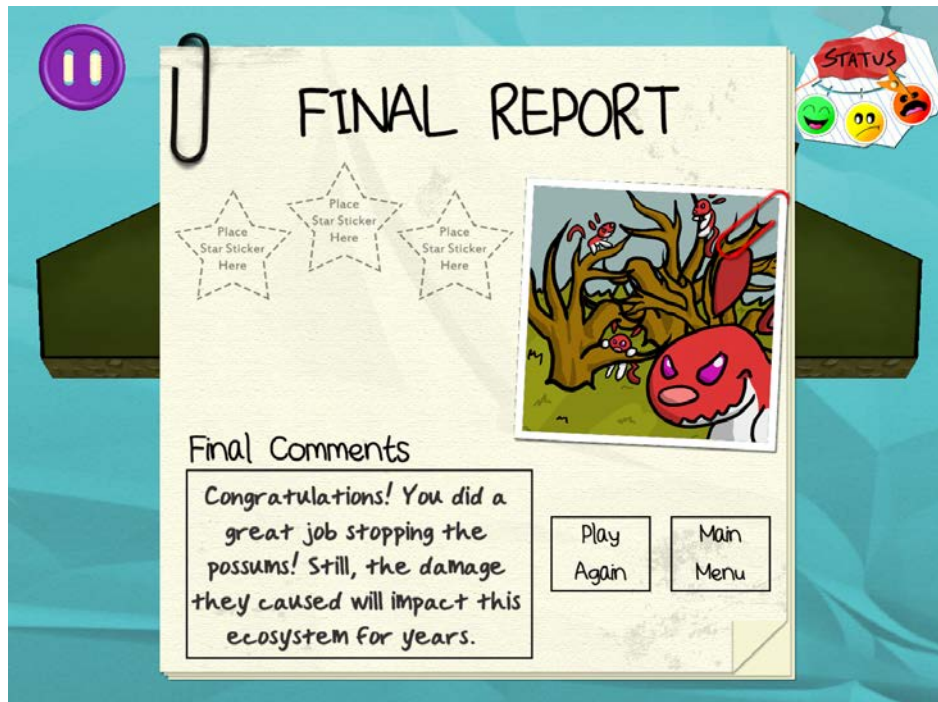 STATUS
FINAL REPORT
Place
Star Sticker
Here
Place
Star Sticker
Here
Place
Star Sticker
Here
Final Comments
Congratulations! You did a
great job stopping the
possums! Still, the damage
they caused will impact this
ecosystem for years.
Play
Again
Main
Menu